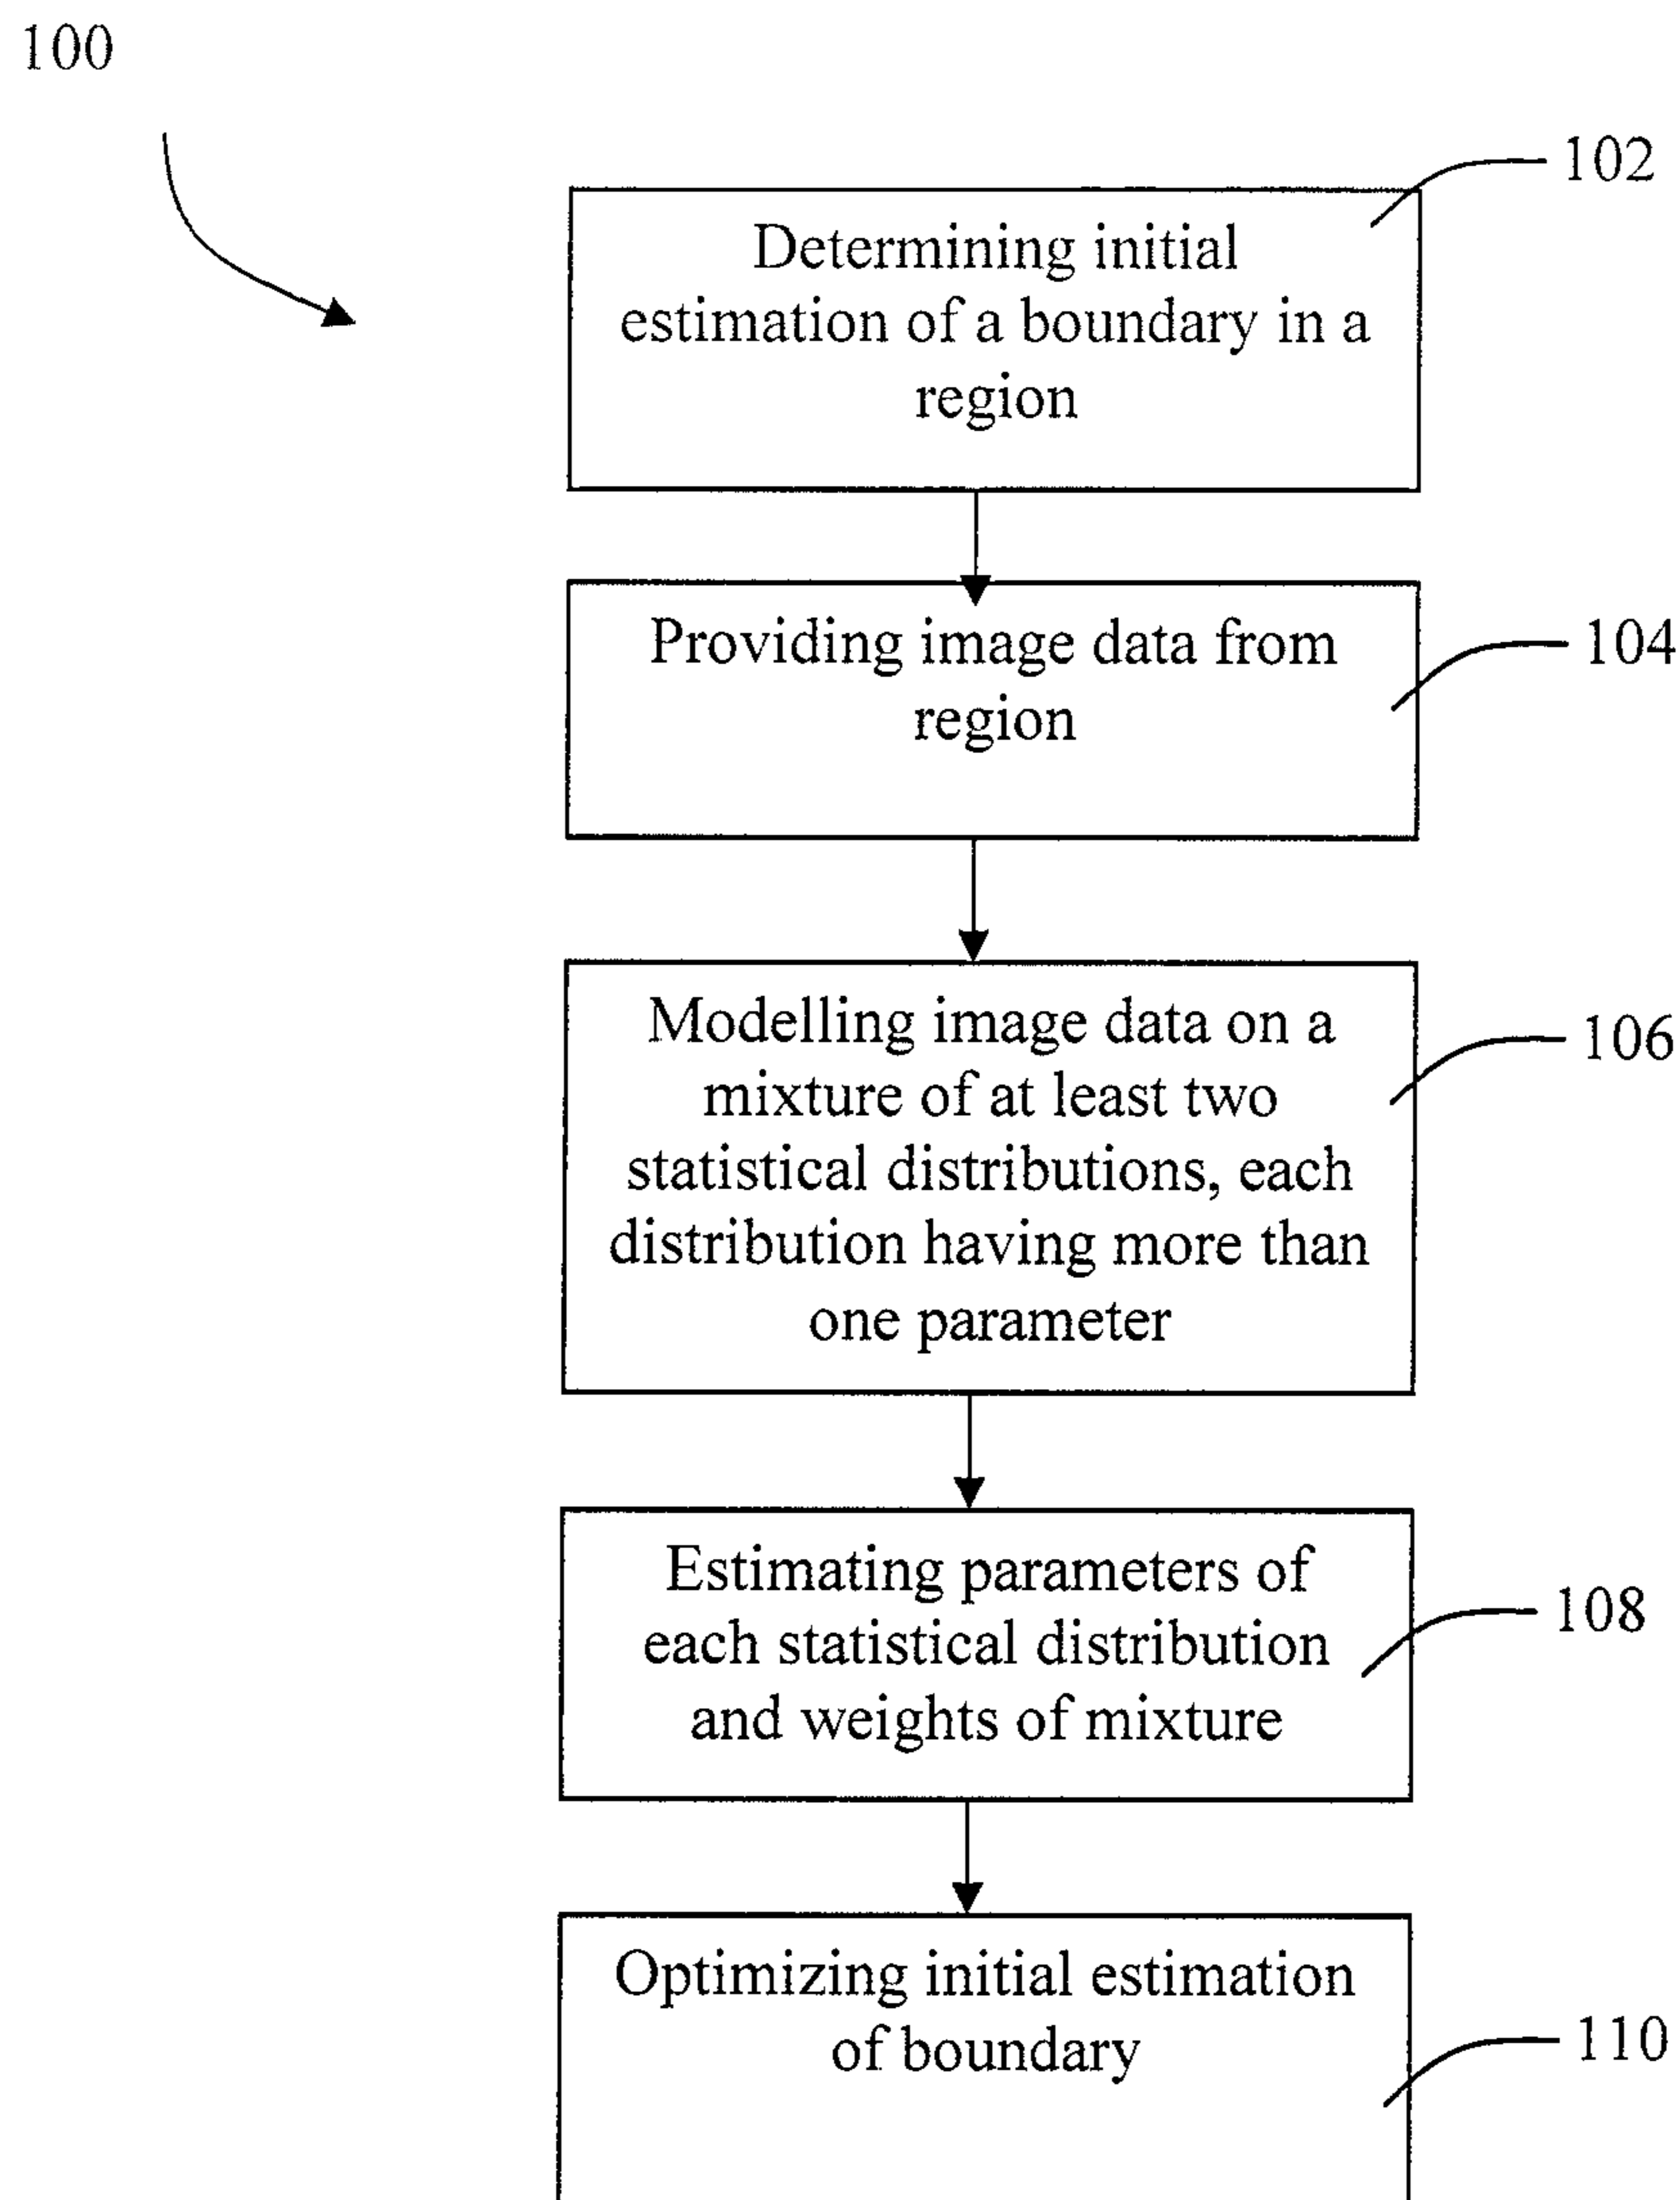 100
102
Determining initial
estimation of a boundary in a
region
Providing image data from
region
104
Modelling image data on a
mixture of at least two
statistical distributions, each
distribution having more than
one parameter
106
Estimating parameters of
each statistical distribution
and weights of mixture
108
Optimizing initial estimation
of boundary
110